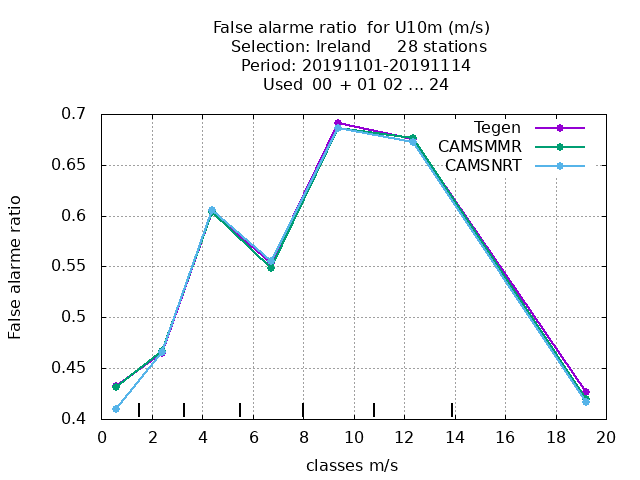 False alarme ratio  for U10m (m/s)
Selection: Ireland     28 stations
Period: 20191101-20191114
Used  00 + 01 02 ... 24
0.7
0.65
0.6
0.55
0.5
0.45
0.4
False alarme ratio
Tegen
CAMSMMR
CAMSNRT
0 2 4 6 8 10 12 14 16 18 20
classes m/s